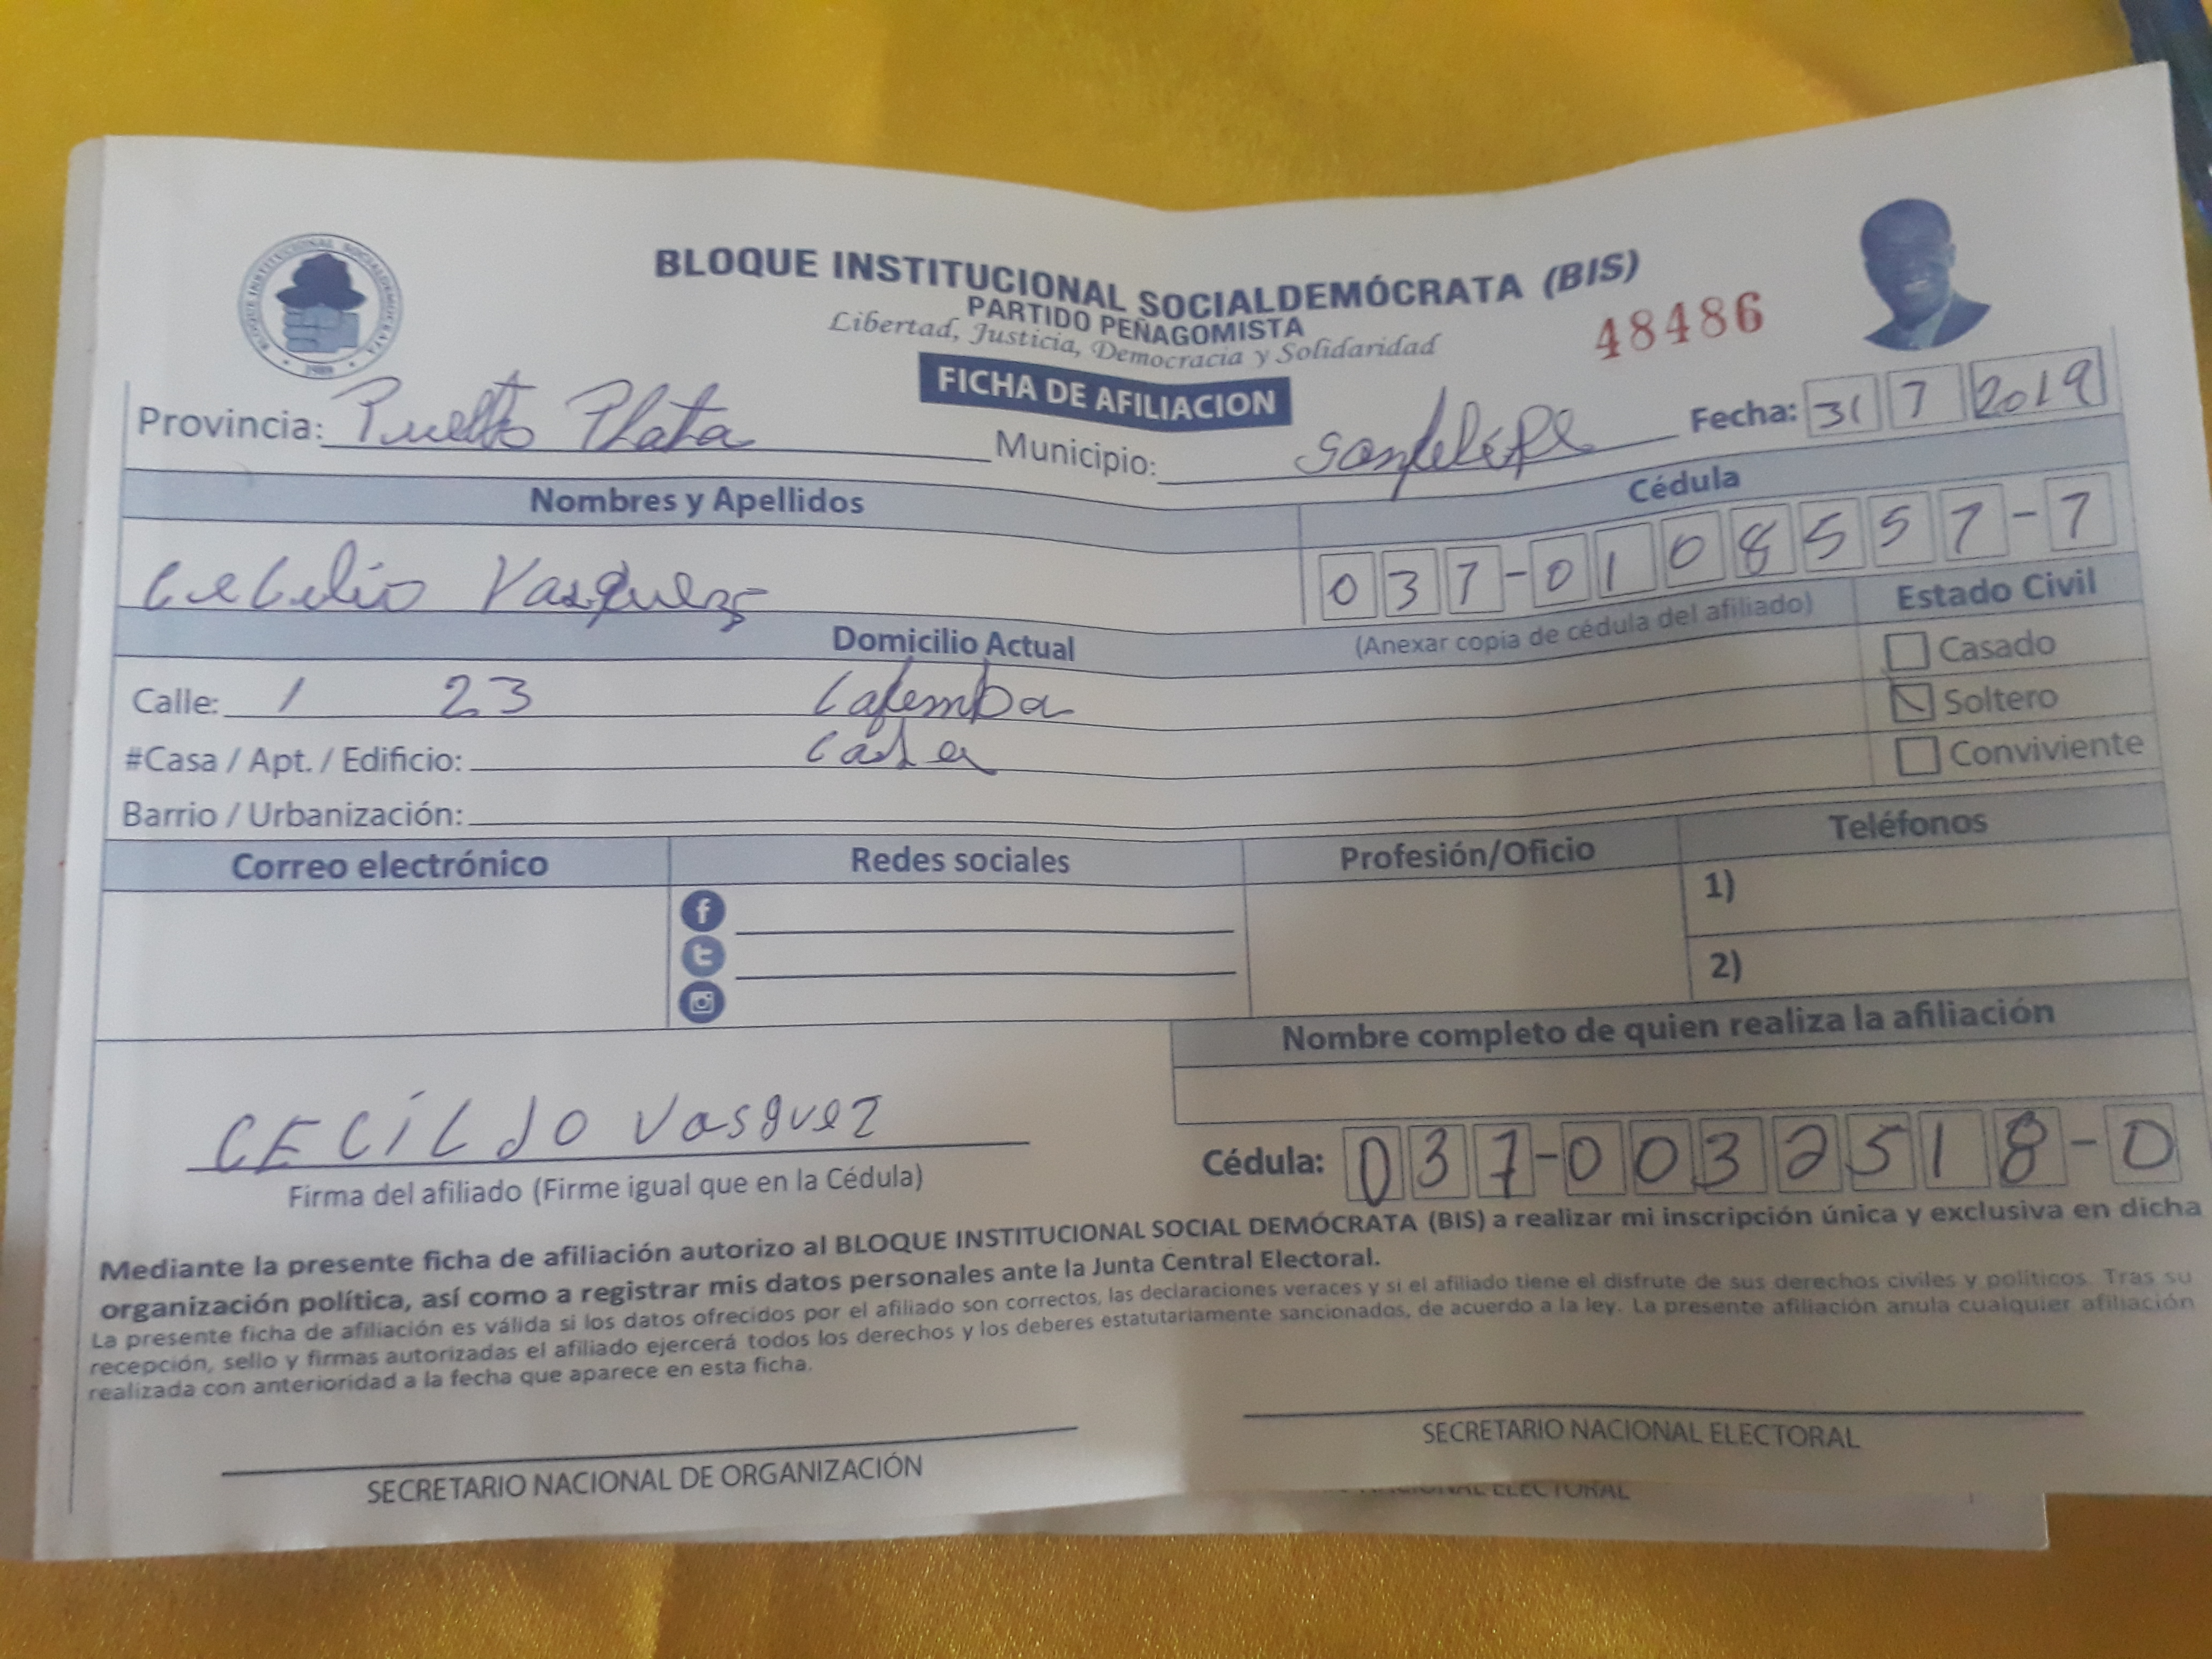 BLOQUE INSTITUCIONAL SOCIALDEMOCRATA
1989
BLOQUE INSTITUCIONAL SOCIALDEMÓCRATA (BIS)
PARTIDO PEÑAGOMISTA
Libertad, Justicia, Democracia y Solidaridad
48486
FICHA DE AFILIACION
Fecha: 31 7 2019
Provincia: Puelto Plata Municipio:
Nombres y Apellidos Cédula
Vasquez 037-0108557-7
(Anexar copia de cédula del afiliado) Estado Civil
Domicilio Actual
Casado
Calle: 1 23
Soltero
#Casa / Apt. / Edificio:
Conviviente
Barrio / Urbanización:
Correo electrónico Redes sociales Profesión/Oficio Teléfonos
1)
2)
Nombre completo de quien realiza la afiliación
CECíLJO Vasquez
Cédula: 037-0032518-0
Firma del afiliado (Firme igual que en la Cédula)
Mediante la presente ficha de afiliación autorizo al BLOQUE INSTITUCIONAL SOCIAL DEMÓCRATA (BIS) a realizar mi inscripción única y exclusiva en dicha
organización política, así como a registrar mis datos personales ante la Junta Central Electoral.
La presente ficha de afiliación es válida si los datos ofrecidos por el afiliado son correctos, las declaraciones veraces y si el afiliado tiene el disfrute de sus derechos civiles y políticos. Tras su
recepción, sello y firmas autorizadas el afiliado ejercerá todos los derechos y los deberes estatutariamente sancionados, de acuerdo a la ley. La presente afiliación anula cualquier afiliación
realizada con anterioridad a la fecha que aparece en esta ficha.
SECRETARIO NACIONAL DE ORGANIZACIÓN
SECRETARIO NACIONAL ELECTORAL
NACIONAL ELECTORAL